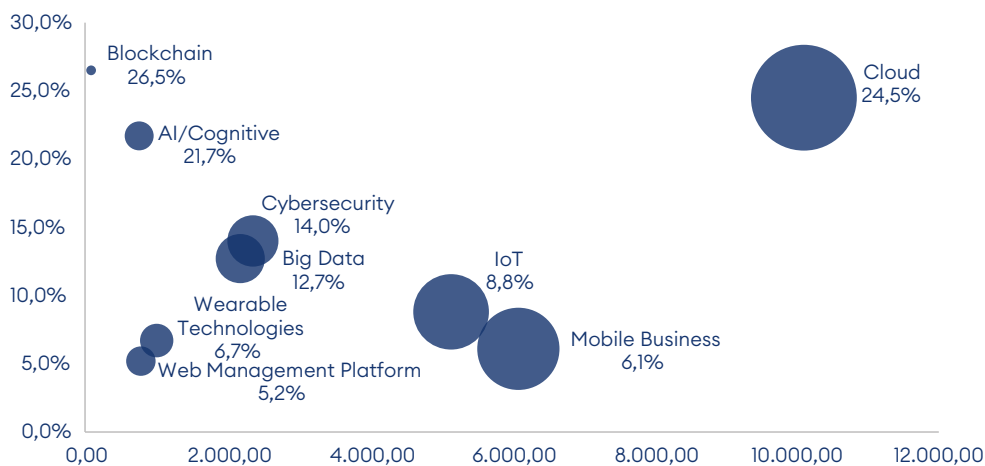 30,0%
25,0%
20,0%
15,0%
10,0%
5,0%
0,0%
Blockchain
26,5%
Cloud
24,5%
AI/Cognitive
21,7%
Cybersecurity
14,0%
Big Data
12,7%
IoT
8,8%
Wearable
Technologies
6,7%
Mobile Business
6,1%
Web Management Platform
5,2%
0,00
2.000,00
4.000,00
6.000,00
8.000,00
10.000,00
12.000,00